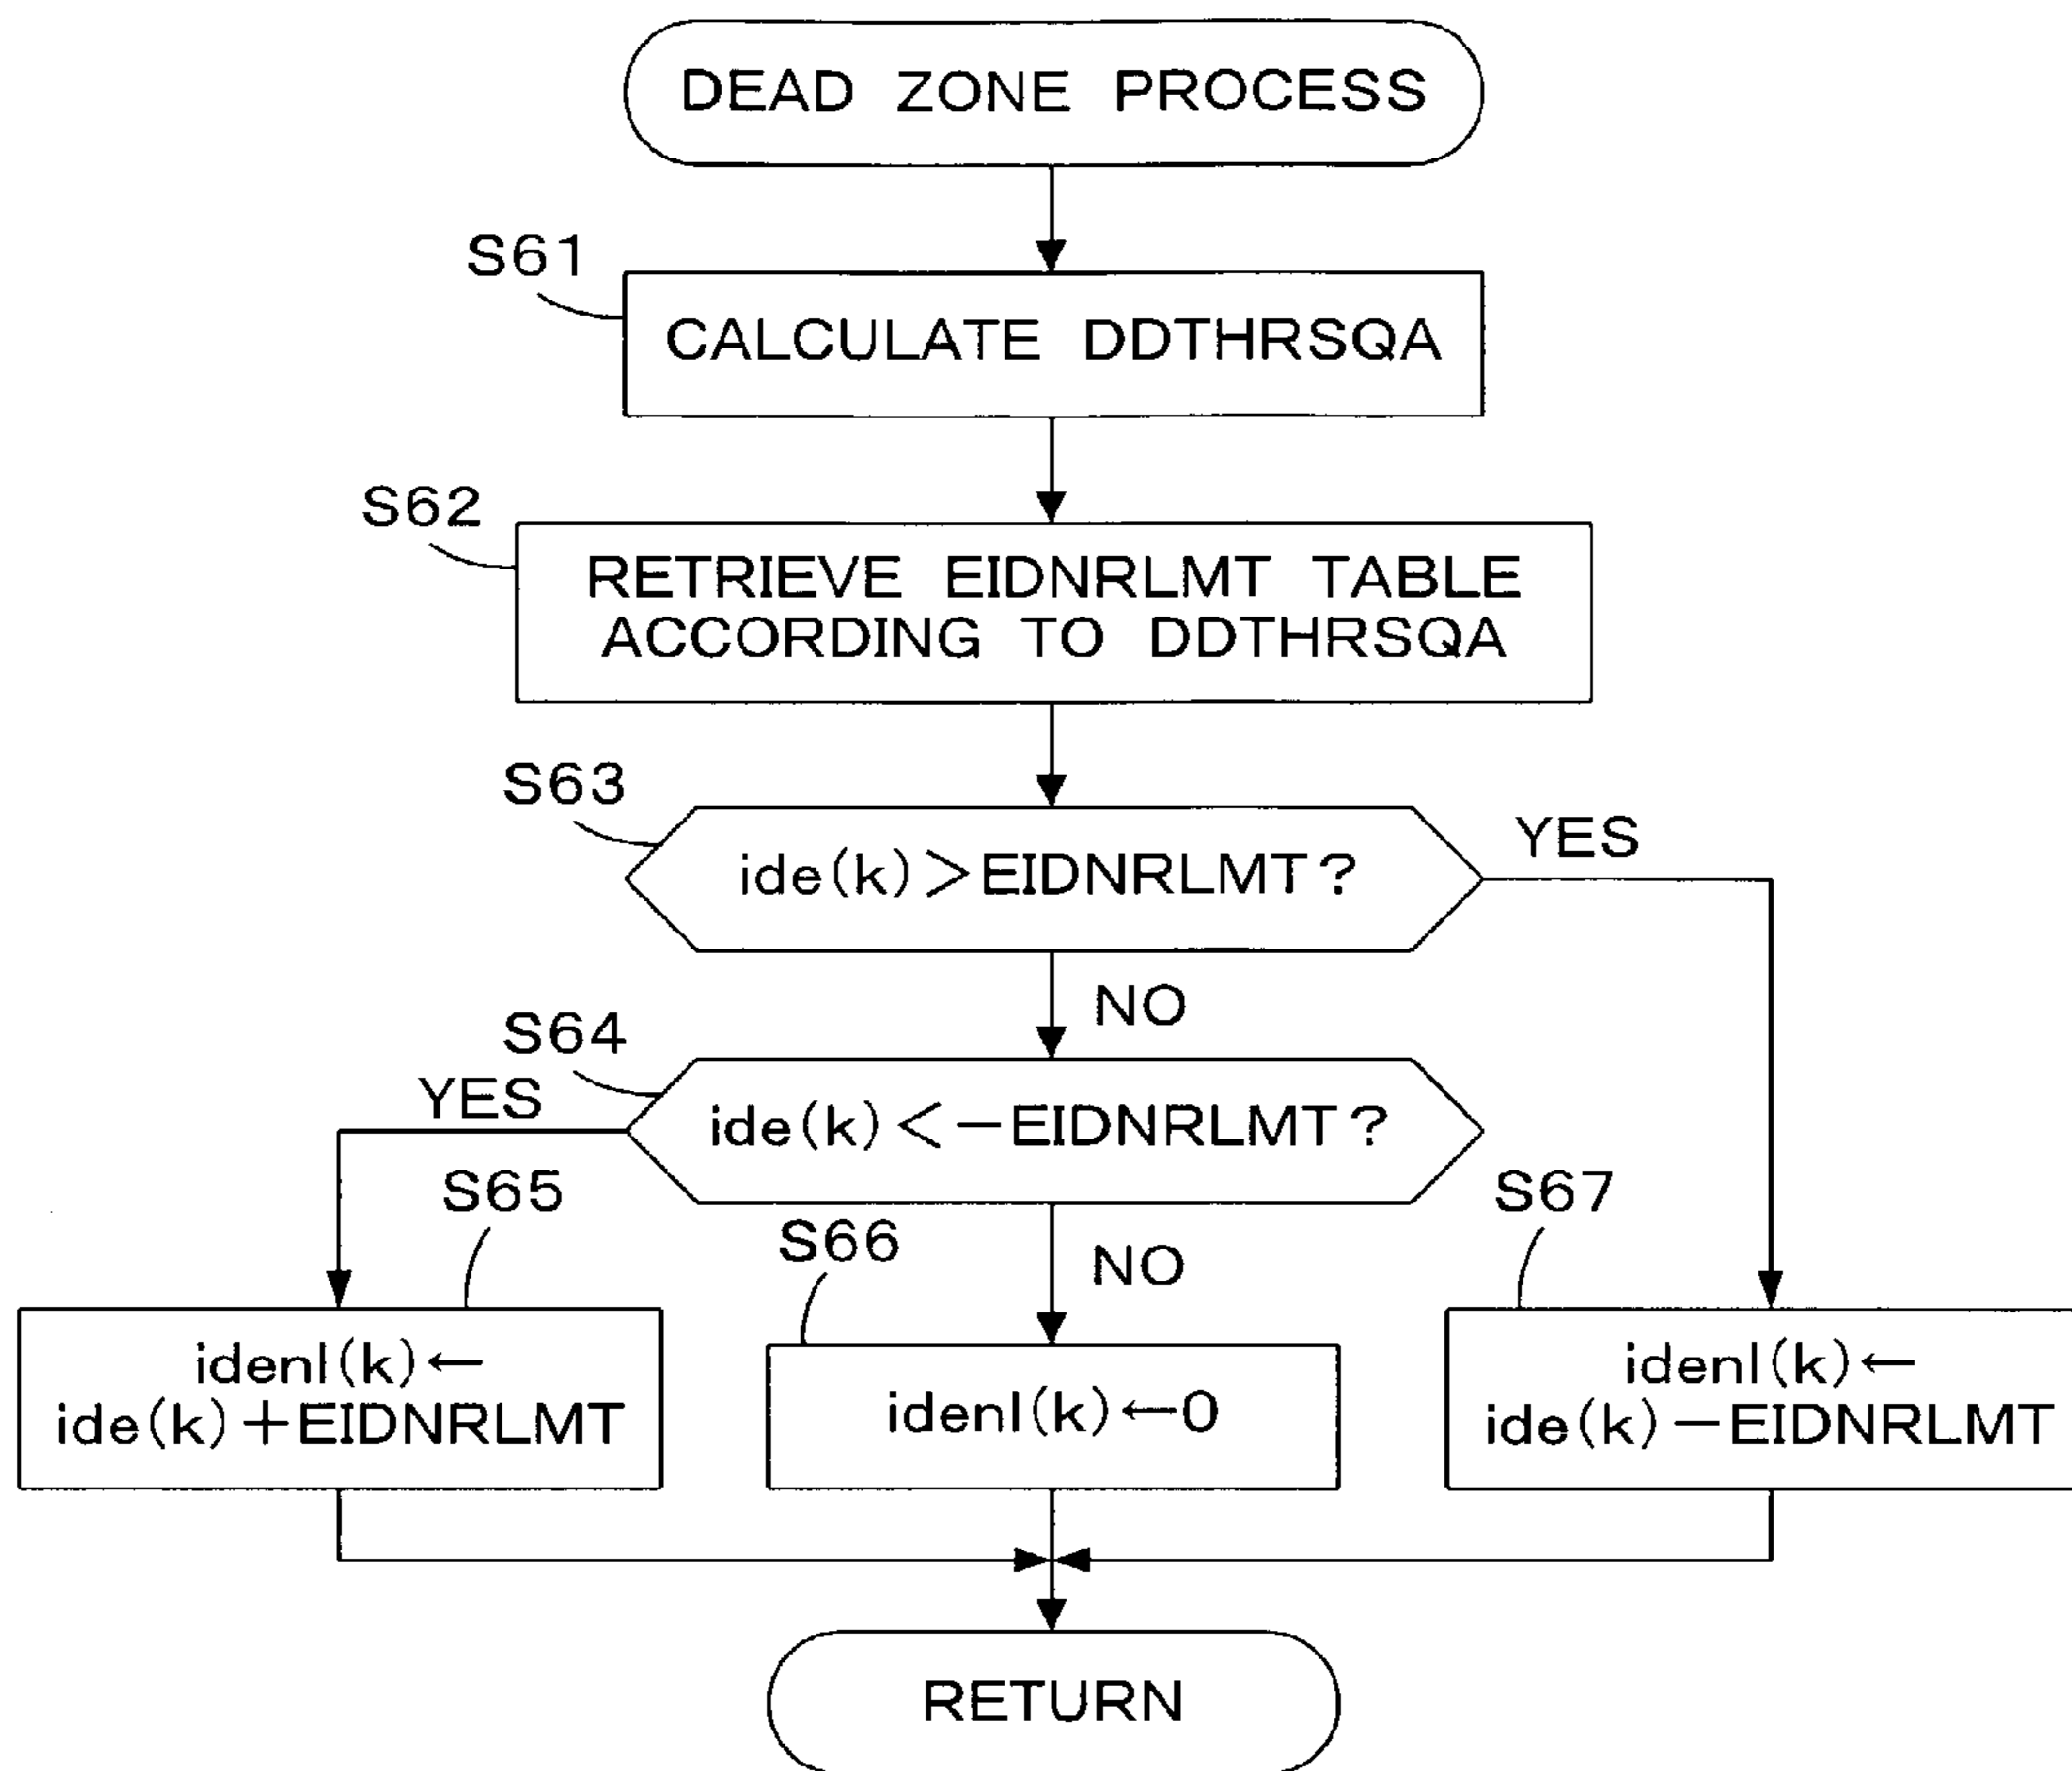 DEAD ZONE PROCESS
S61
CALCULATE DDTHRSQA
S62
RETRIEVE EIDNRLMT TABLE
ACCORDING TO DDTHRSQA
S63
ide(k)>EIDNRLMT?
YES
NO
S64
YES
ide(k)<-EIDNRLMT?
S65
S66
NO
S67
idenl(k)←
ide(k)+EIDNRLMT
idenl(k)←0
idenl(k)←
ide(k)-EIDNRLMT
RETURN